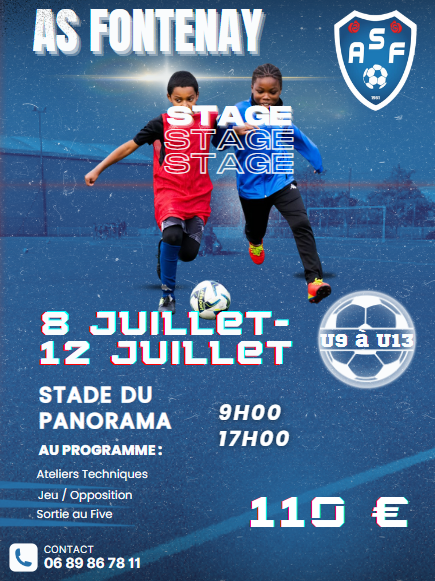 AS FONTENAY
ASF
1961
STAGE
STAGE
STAGE
8 JUILLET-
12 JUILLET
U9 à U13
STADE DU
PANORAMA
9H00
17H00
AU PROGRAMME :
Ateliers Techniques
Jeu / Opposition
Sortie au Five
110 €
CONTACT
06 89 86 78 11